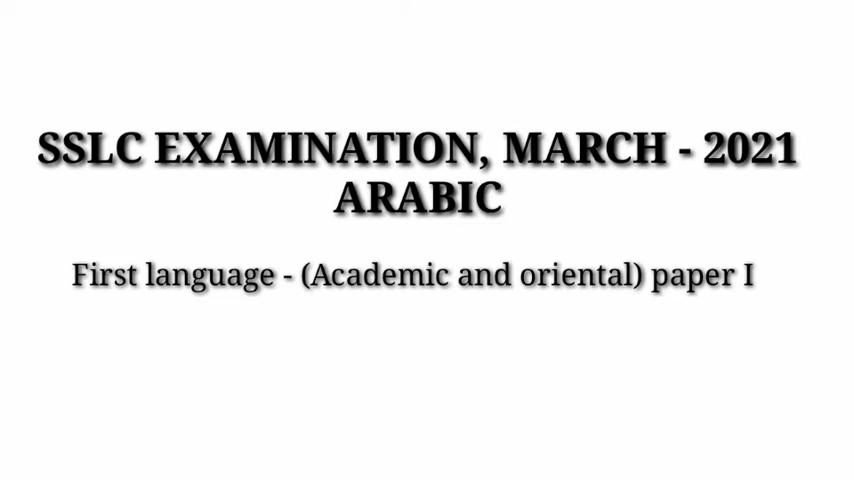 SSLC EXAMINATION, MARCH - 2021
ARABIC
First language - (Academic and oriental) paper I